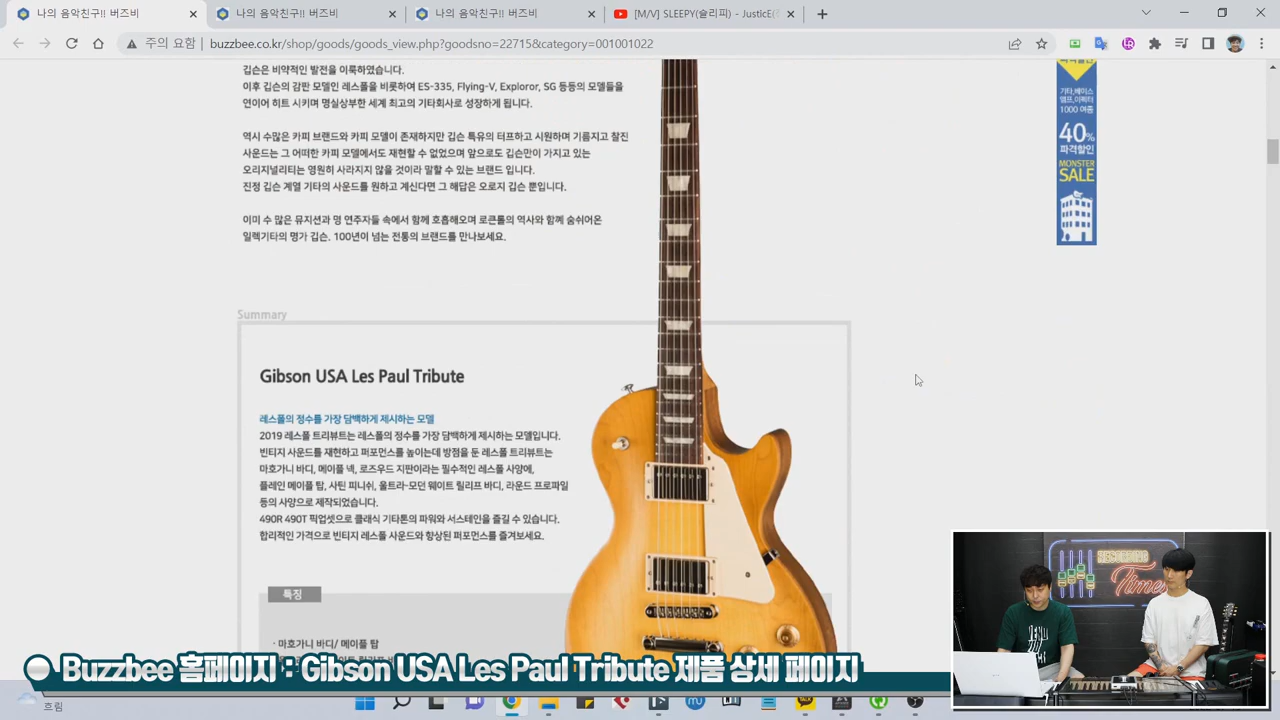 나의 음악친구!! 버즈비
나의 음악친구!! 버즈비
나의 음악친구!! 버즈비
[M/V] SLEEPY(슬리피) - JusticE(
주의 요함
buzzbee.co.kr/shop/goods/goods_view.php?goodsno=22715&category=001001022
깁슨은 비약적인 발전을 이룩하였습니다.
이후 깁슨의 감판 모델인 레스폴을 비롯하여 ES-335, Flying-V, Exploror, SG 등등의 모델들을
연이어 히트 시키며 명실상부한 세계 최고의 기타회사로 성장하게 됩니다.
역시 수많은 카피 브랜드와 카피 모델이 존재하지만 깁슨 특유의 터프하고 시원하며 기름지고 찰진
사운드는 그 어떠한 카피 모델에서도 재현할 수 없었으며 앞으로도 깁슨만이 가지고 있는
오리지널리티는 영원히 사라지지 않을 것이라 말할 수 있는 브랜드 입니다.
진정 깁슨 계열 기타의 사운드를 원하고 계신다면 그 해답은 오로지 깁슨 뿐입니다.
이미 수 많은 뮤지션과 명 연주자들 속에서 함께 호흡해오며 로큰롤의 역사와 함께 숨쉬어온
일렉기타의 명가 깁슨. 100년이 넘는 전통의 브랜드를 만나보세요.
기타,베이스
앰프,이펙터
1000 여종
40%
파격할인
MONSTER
SALE
Summary
Gibson USA Les Paul Tribute
레스폴의 정수를 가장 담백하게 제시하는 모델
2019 레스폴 트리뷰트는 레스폴의 정수를 가장 담백하게 제시하는 모델입니다.
빈티지 사운드를 재현하고 퍼포먼스를 높이는데 방점을 둔 레스폴 트리뷰트는
마호가니 바디, 메이플 넥, 로즈우드 지판이라는 필수적인 레스폴 사양에,
플레인 메이플 탑, 사틴 피니쉬, 울트라-모던 웨이트 릴리프 바디, 라운드 프로파일
등의 사양으로 제작되었습니다.
490R 490T 픽업셋으로 클래식 기타톤의 파워와 서스테인을 즐길 수 있습니다.
합리적인 가격으로 빈티지 레스폴 사운드와 향상된 퍼포먼스를 즐겨보세요.
특징
· 마호가니 바디/ 메이플 탑
RECORDING
Time
Buzzbee 홈페이지 : Gibson USA Les Paul Tribute 제품 상세 페이지
흐림
TALK